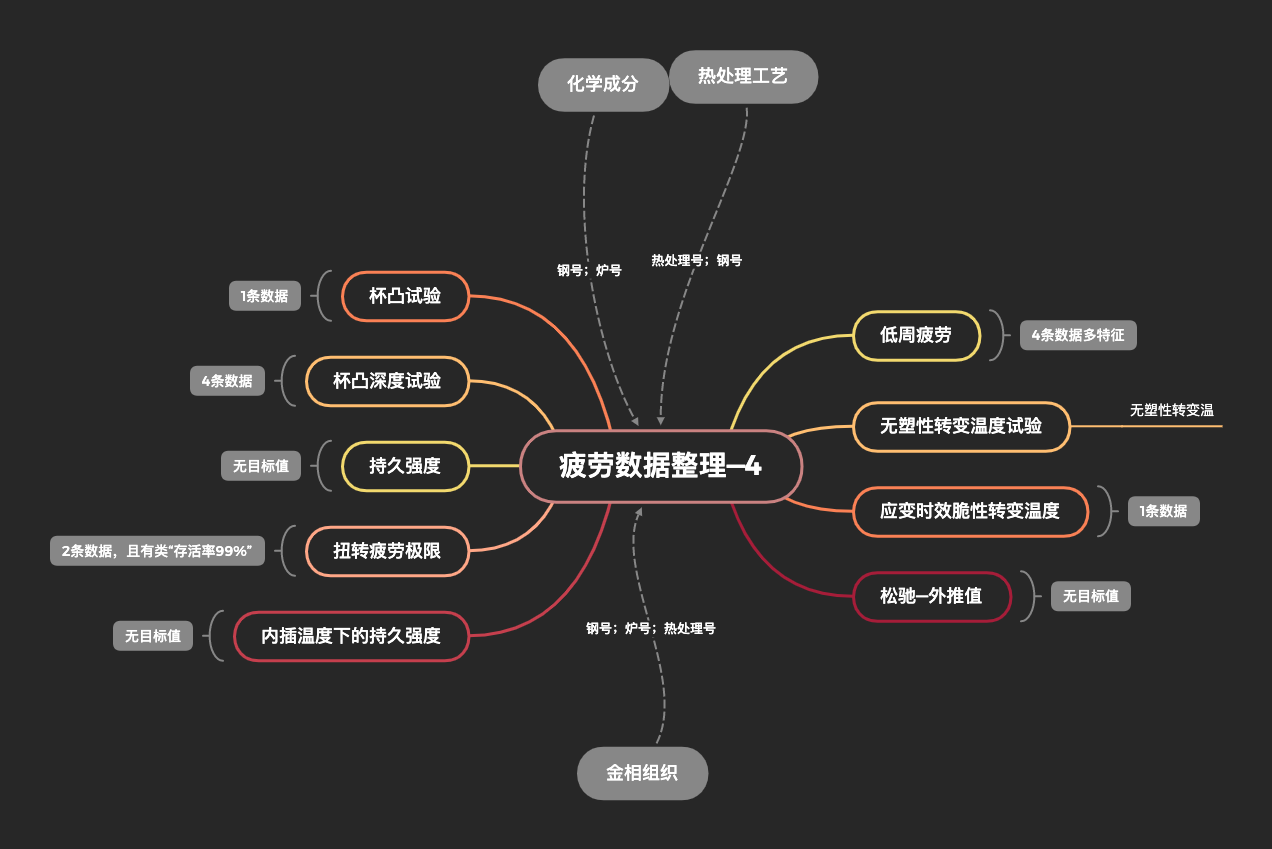 化学成分
热处理工艺
钢号；炉号
热处理号；钢号
1条数据
杯凸试验
4条数据
杯凸深度试验
无目标值
持久强度
2条数据，且有类“存活率99%”
扭转疲劳极限
无目标值
内插温度下的持久强度
疲劳数据整理—4
低周疲劳
4条数据多特征
无塑性转变温度试验
无塑性转变温
应变时效脆性转变温度
1条数据
松驰—外推值
无目标值
钢号；炉号；热处理号
金相组织